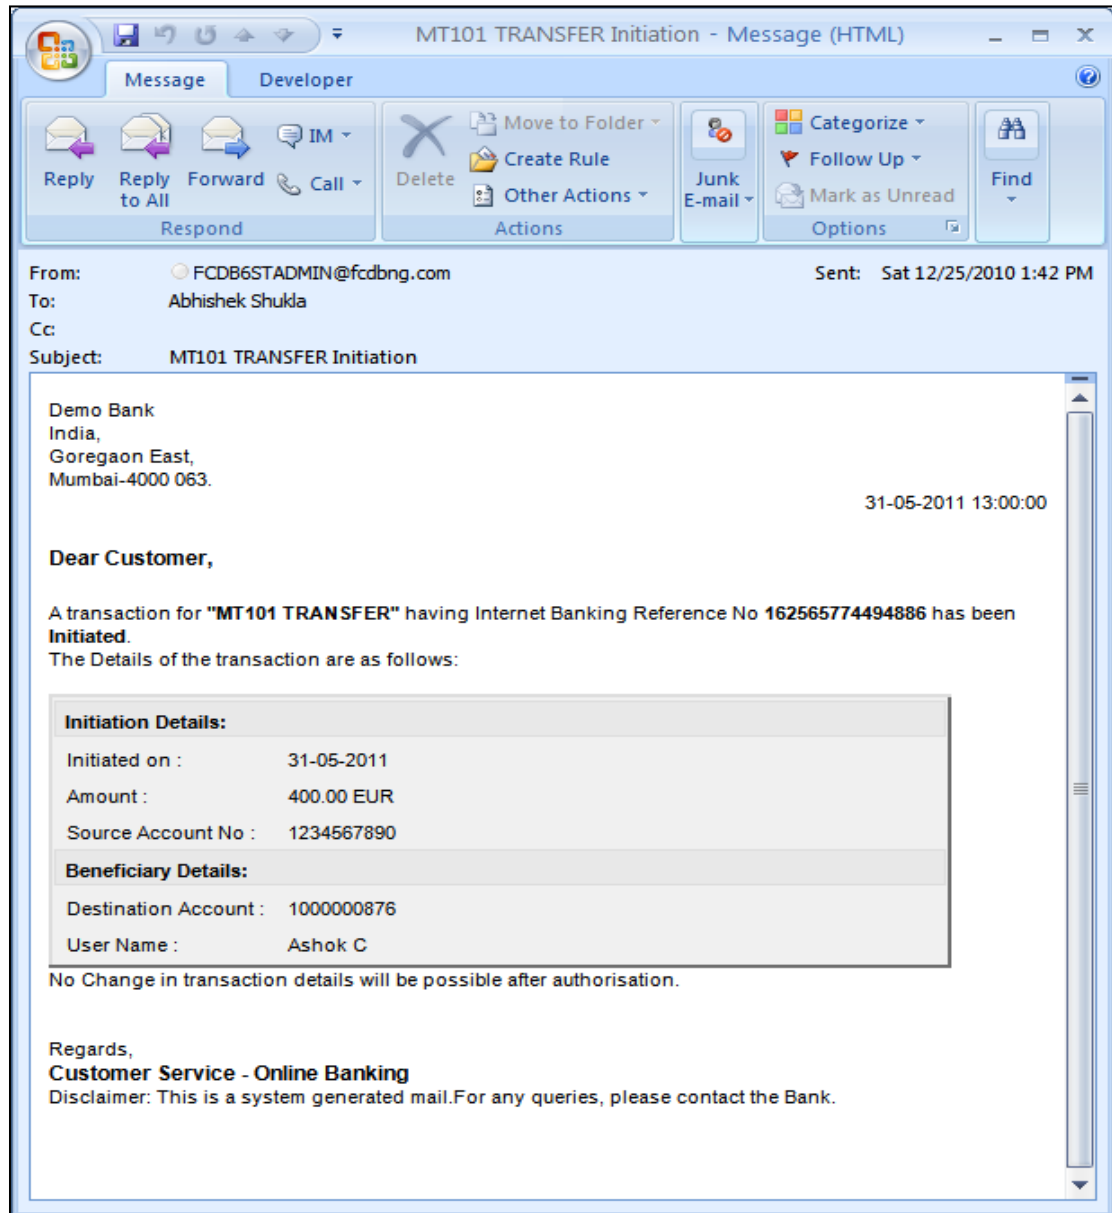 MT101 TRANSFER Initiation - Message (HTML)
Message Developer
Reply
Reply to All
Forward
IM
Call
Respond
Delete
Move to Folder
Create Rule
Other Actions
Actions
Junk E-mail
Categorize
Follow Up
Mark as Unread
Options
Find
From: FCDB6STADMIN@fcdbng.com Sent: Sat 12/25/2010 1:42 PM
To: Abhishek Shukla
Cc:
Subject: MT101 TRANSFER Initiation
Demo Bank
India,
Goregaon East,
Mumbai-4000 063.
31-05-2011 13:00:00
Dear Customer,
A transaction for "MT101 TRANSFER" having Internet Banking Reference No 162565774494886 has been
Initiated.
The Details of the transaction are as follows:
Initiation Details:
Initiated on : 31-05-2011
Amount : 400.00 EUR
Source Account No : 1234567890
Beneficiary Details:
Destination Account : 1000000876
User Name : Ashok C
No Change in transaction details will be possible after authorisation.
Regards,
Customer Service - Online Banking
Disclaimer: This is a system generated mail.For any queries, please contact the Bank.